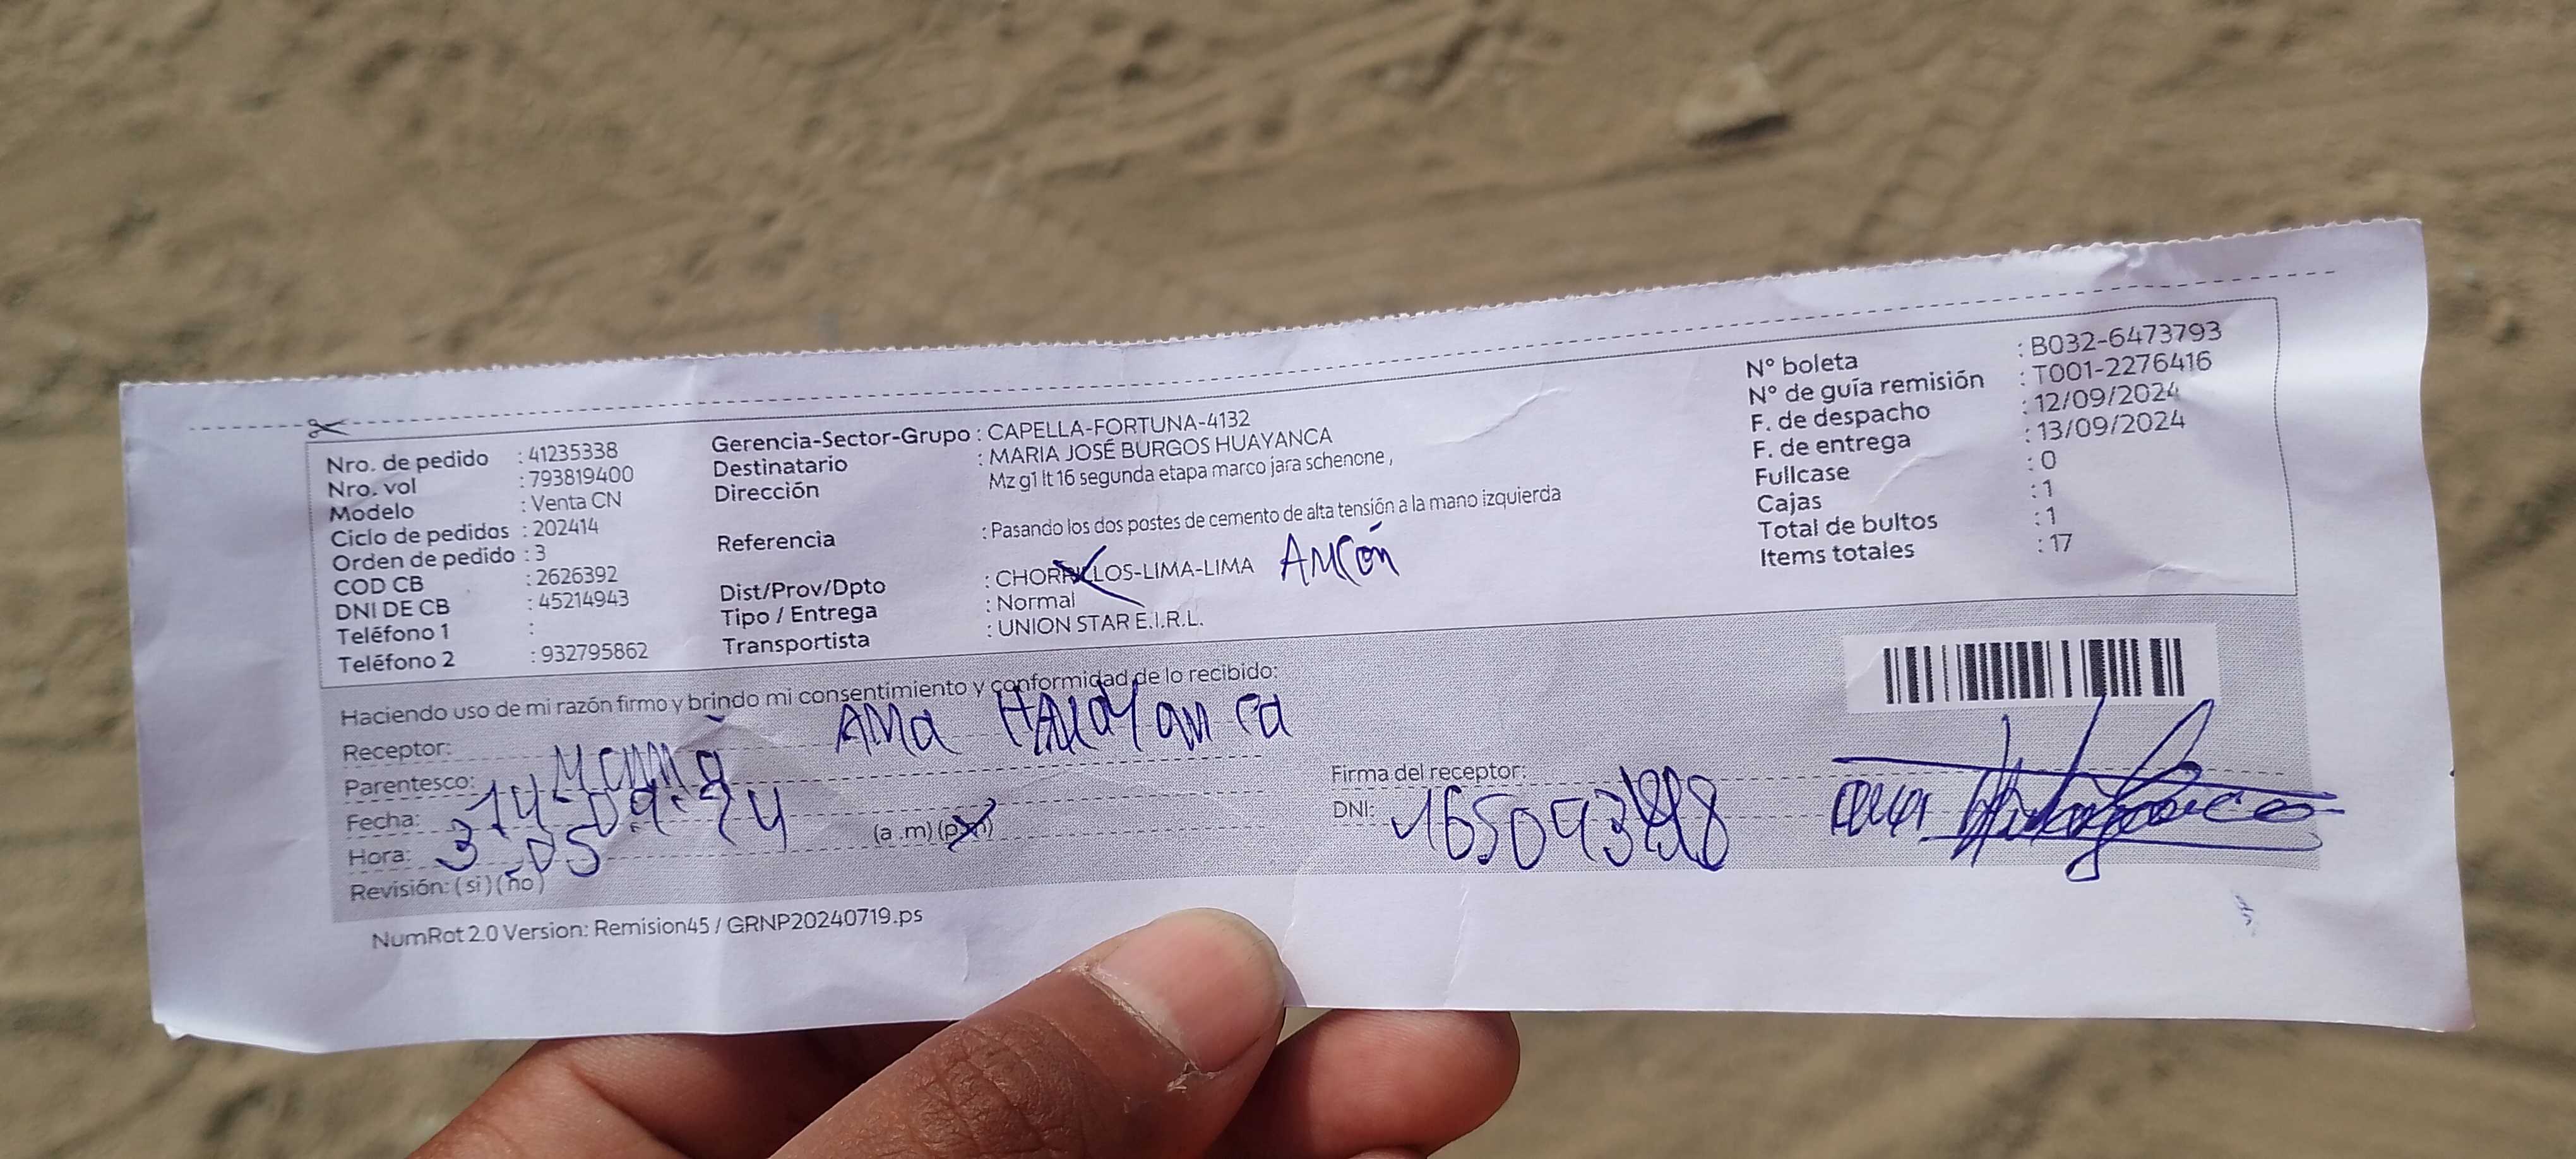 Nro. de pedido : 41235338
Nro. vol : 793819400
Modelo : Venta CN
Ciclo de pedidos : 202414
Orden de pedido : 3
COD CB : 2626392
DNI DE CB : 45214943
Teléfono 1 :
Teléfono 2 : 932795862
Gerencia-Sector-Grupo : CAPELLA-FORTUNA-4132
Destinatario : MARIA JOSÉ BURGOS HUAYANCA
Dirección Mz g1 lt 16 segunda etapa marco jara schenone ,
Referencia : Pasando los dos postes de cemento de alta tensión a la mano izquierda
Dist/Prov/Dpto : CHORRILLOS-LIMA-LIMA Ancón
Tipo / Entrega : Normal
Transportista : UNION STAR E.I.R.L.
N° boleta : B032-6473793
N° de guía remisión : T001-2276416
F. de despacho : 12/09/2024
F. de entrega : 13/09/2024
Fullcase : 0
Cajas : 1
Total de bultos : 1
Items totales : 17
Haciendo uso de mi razón firmo y brindo mi consentimiento y conformidad de lo recibido:
Receptor: Ana Huayanca
Parentesco: Mamá
Fecha: 14-09-24
Hora: 3:05 (a .m) (p.m)
Revisión: (si) (no)
Firma del receptor:
DNI:
NumRot 2.0 Version: Remision45 / GRNP20240719.ps